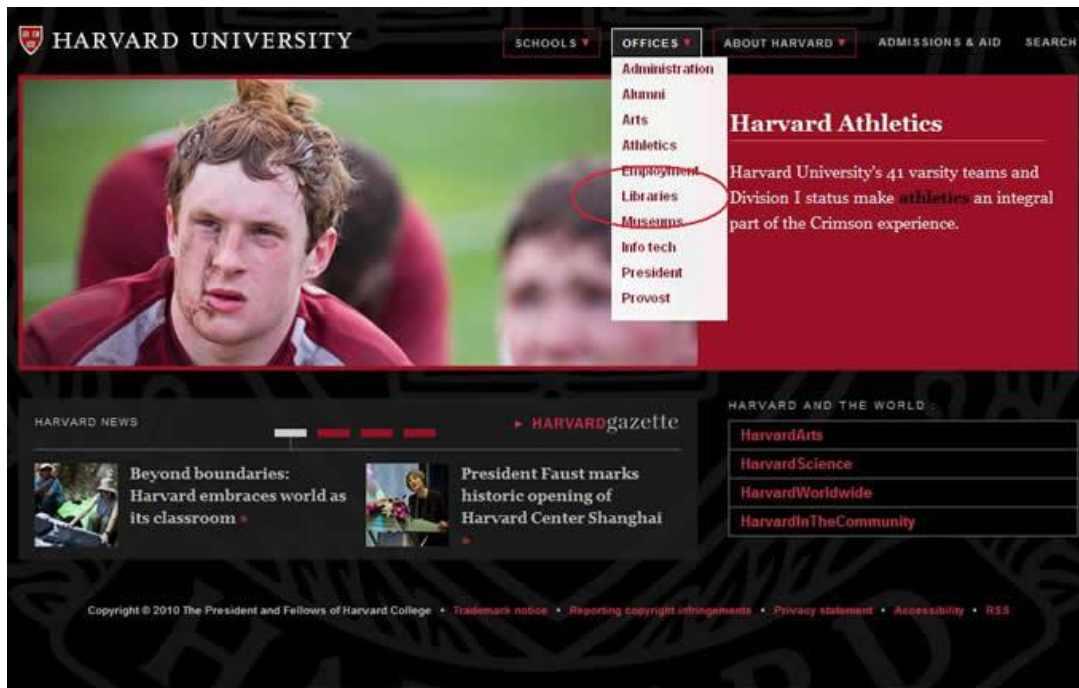 HARVARD UNIVERSITY
SCHOOLS ▼ OFFICES ▼ ABOUT HARVARD ▼ ADMISSIONS & AID SEARCH
Administration
Alumni
Arts
Athletics
Employment
Libraries
Museums
Info tech
President
Provost
Harvard Athletics
Harvard University's 41 varsity teams and
Division I status make athletics an integral
part of the Crimson experience.
HARVARD NEWS
► HARVARDgazette
Beyond boundaries:
Harvard embraces world as
its classroom »
President Faust marks
historic opening of
Harvard Center Shanghai
»
HARVARD AND THE WORLD :
HarvardArts
HarvardScience
HarvardWorldwide
HarvardInTheCommunity
Copyright © 2010 The President and Fellows of Harvard College • Trademark notice • Reporting copyright infringements • Privacy statement • Accessibility • RSS